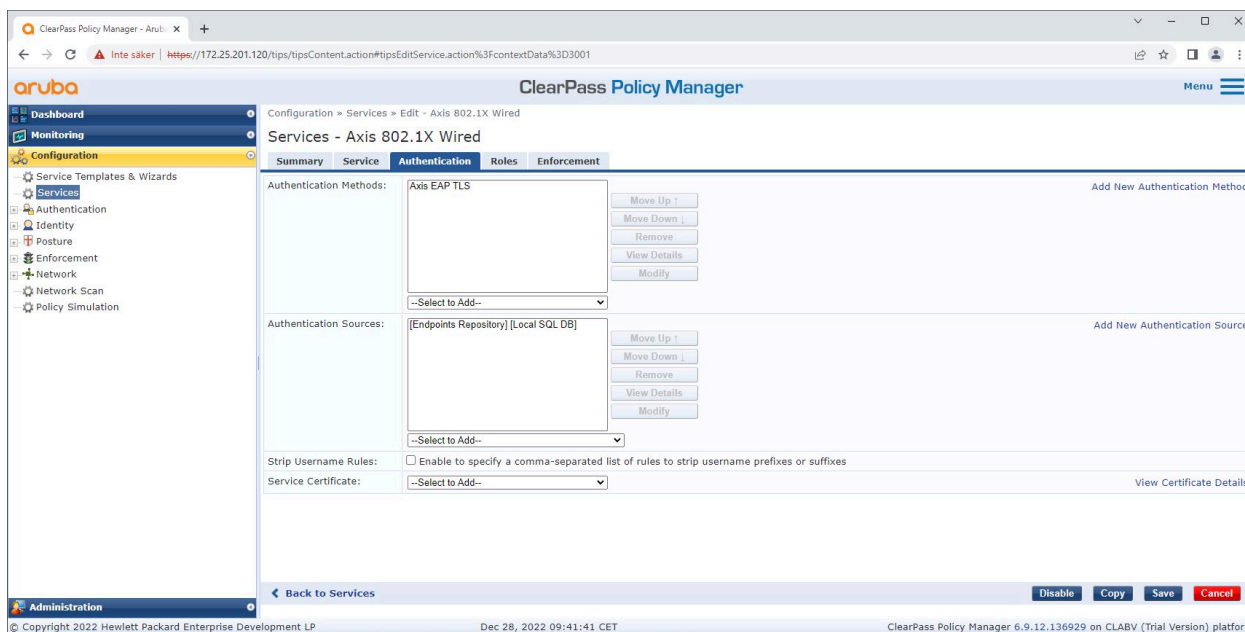 ClearPass Policy Manager - Arub
Inte säker | https://172.25.201.120/tips/tipsContent.action#tipsEditService.action%3FcontextData%3D3001
aruba
ClearPass Policy Manager
Menu
Dashboard
Monitoring
Configuration
Service Templates & Wizards
Services
Authentication
Identity
Posture
Enforcement
Network
Network Scan
Policy Simulation
Administration
Configuration » Services » Edit - Axis 802.1X Wired
Services - Axis 802.1X Wired
Summary Service Authentication Roles Enforcement
Authentication Methods:
Axis EAP TLS
Move Up ↑
Move Down ↓
Remove
View Details
Modify
--Select to Add--
Add New Authentication Method
Authentication Sources:
[Endpoints Repository] [Local SQL DB]
Move Up ↑
Move Down ↓
Remove
View Details
Modify
--Select to Add--
Add New Authentication Source
Strip Username Rules:
Enable to specify a comma-separated list of rules to strip username prefixes or suffixes
Service Certificate:
--Select to Add--
View Certificate Details
Back to Services
Disable Copy Save Cancel
© Copyright 2022 Hewlett Packard Enterprise Development LP
Dec 28, 2022 09:41:41 CET
ClearPass Policy Manager 6.9.12.136929 on CLABV (Trial Version) platfor